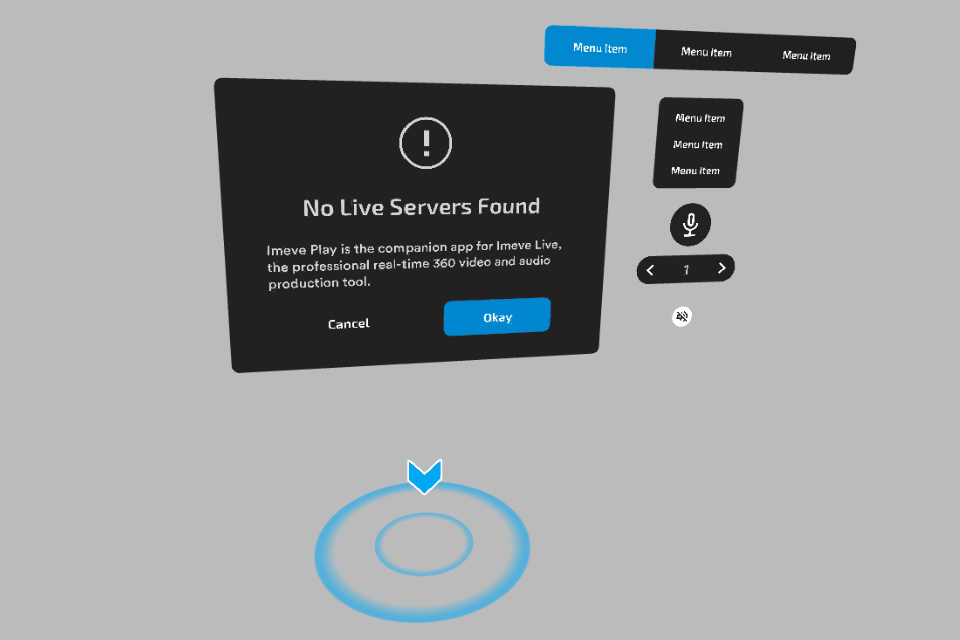 Menu Item
Menu Item
Menu Item
No Live Servers Found
Imeve Play is the companion app for Imeve Live,
the professional real-time 360 video and audio
production tool.
Cancel
Okay
Menu Item
Menu Item
Menu Item
1